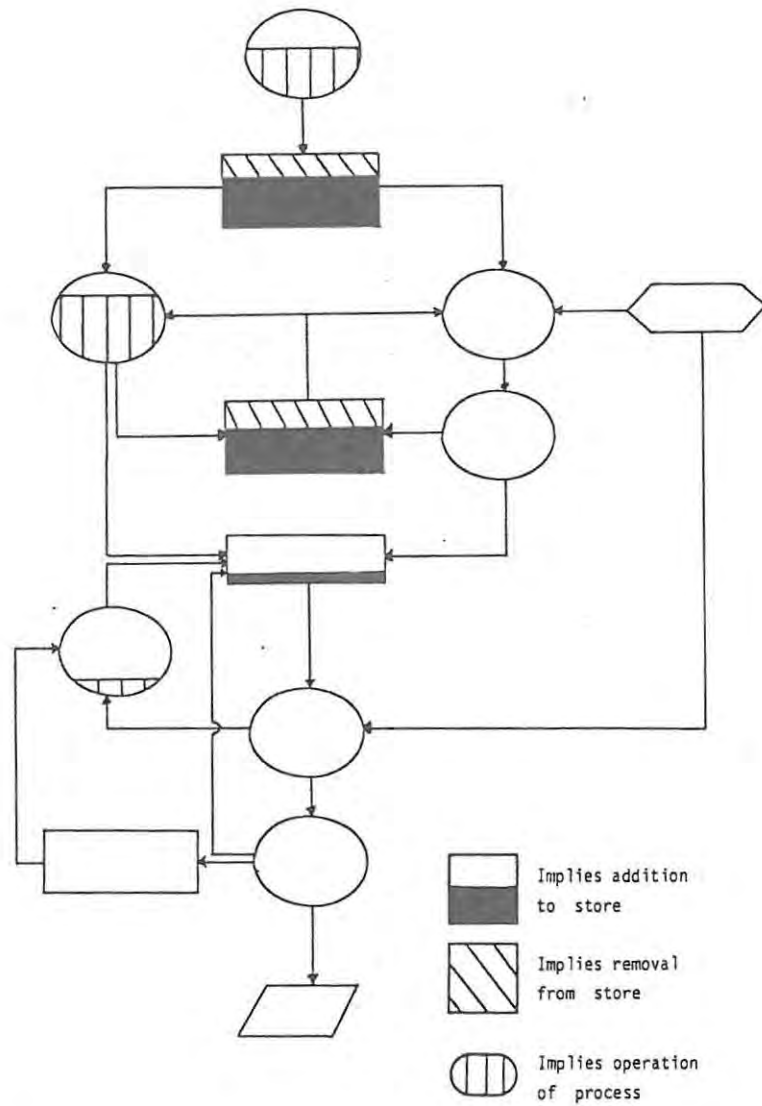 Implies addition
to store
Implies removal
from store
Implies operation
of process